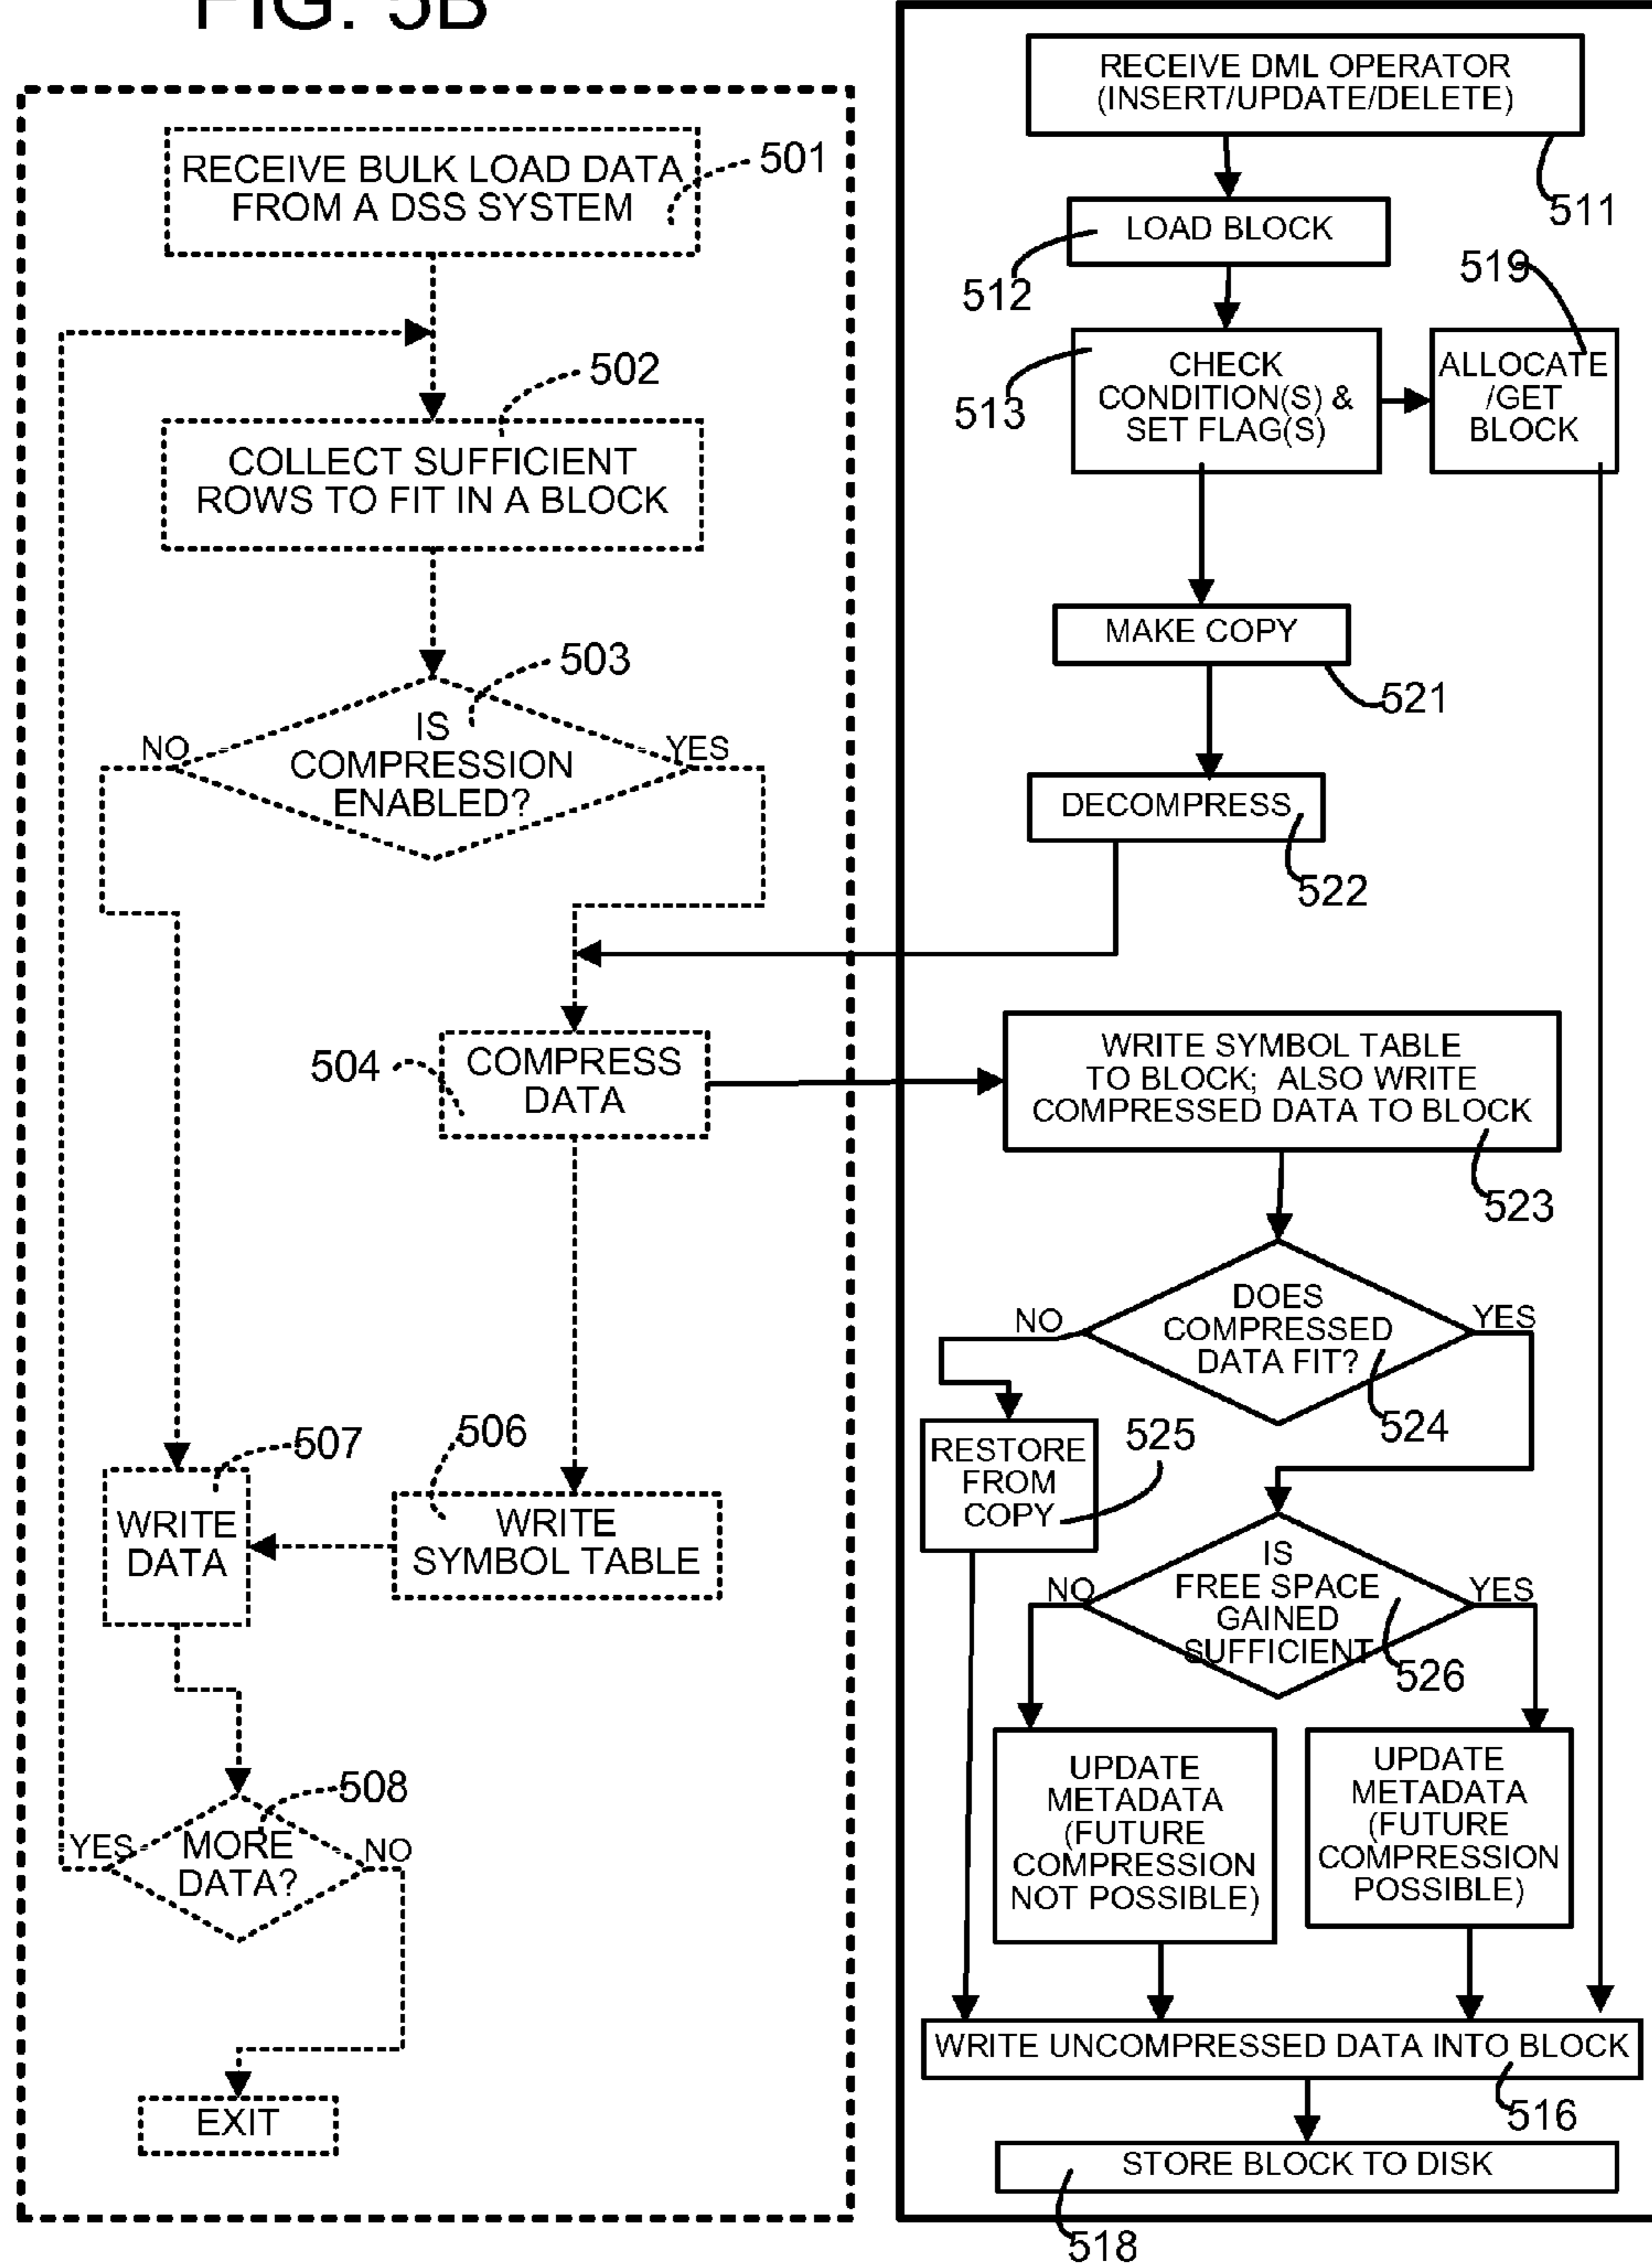 FIG. 5B
RECEIVE BULK LOAD DATA
FROM A DSS SYSTEM
501
502
COLLECT SUFFICIENT
ROWS TO FIT IN A BLOCK
503
IS
COMPRESSION
ENABLED?
NO
YES
504
COMPRESS
DATA
507
506
WRITE
DATA
WRITE
SYMBOL TABLE
508
YES
MORE
DATA?
NO
EXIT
RECEIVE DML OPERATOR
(INSERT/UPDATE/DELETE)
511
LOAD BLOCK
512
519
513
CHECK
CONDITION(S) &
SET FLAG(S)
ALLOCATE
/GET
BLOCK
MAKE COPY
521
DECOMPRESS
522
WRITE SYMBOL TABLE
TO BLOCK; ALSO WRITE
COMPRESSED DATA TO BLOCK
523
NO
DOES
COMPRESSED
DATA FIT?
YES
524
RESTORE
FROM
COPY
525
NO
IS
FREE SPACE
GAINED
SUFFICIENT
YES
526
UPDATE
METADATA
(FUTURE
COMPRESSION
NOT POSSIBLE)
UPDATE
METADATA
(FUTURE
COMPRESSION
POSSIBLE)
WRITE UNCOMPRESSED DATA INTO BLOCK
516
STORE BLOCK TO DISK
518